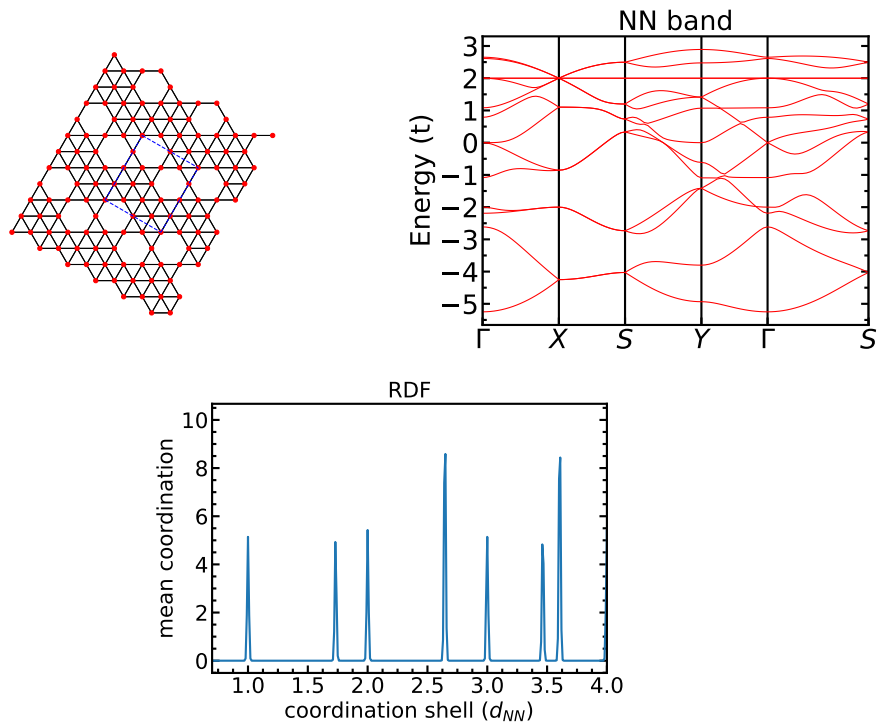 NN band
Energy (t)
3
2
1
0
−1
−2
−3
−4
−5
Γ X S Y Γ S
RDF
mean coordination
10
8
6
4
2
0
1.0 1.5 2.0 2.5 3.0 3.5 4.0
coordination shell (d_NN)